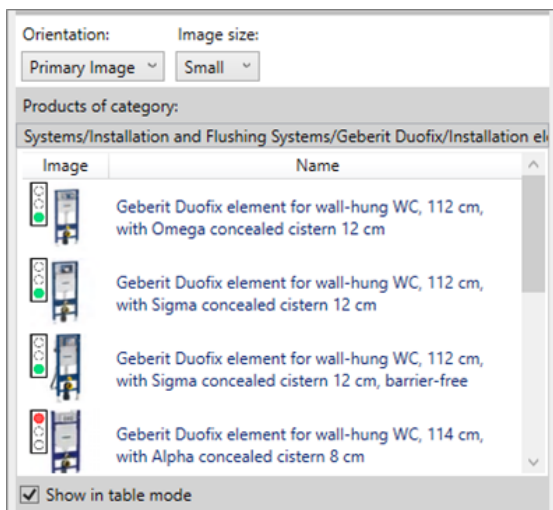 Orientation: Image size:
Primary Image Small
Products of category:
Systems/Installation and Flushing Systems/Geberit Duofix/Installation
Image Name
Geberit Duofix element for wall-hung WC, 112 cm,
with Omega concealed cistern 12 cm
Geberit Duofix element for wall-hung WC, 112 cm,
with Sigma concealed cistern 12 cm
Geberit Duofix element for wall-hung WC, 112 cm,
with Sigma concealed cistern 12 cm, barrier-free
Geberit Duofix element for wall-hung WC, 114 cm,
with Alpha concealed cistern 8 cm
Show in table mode